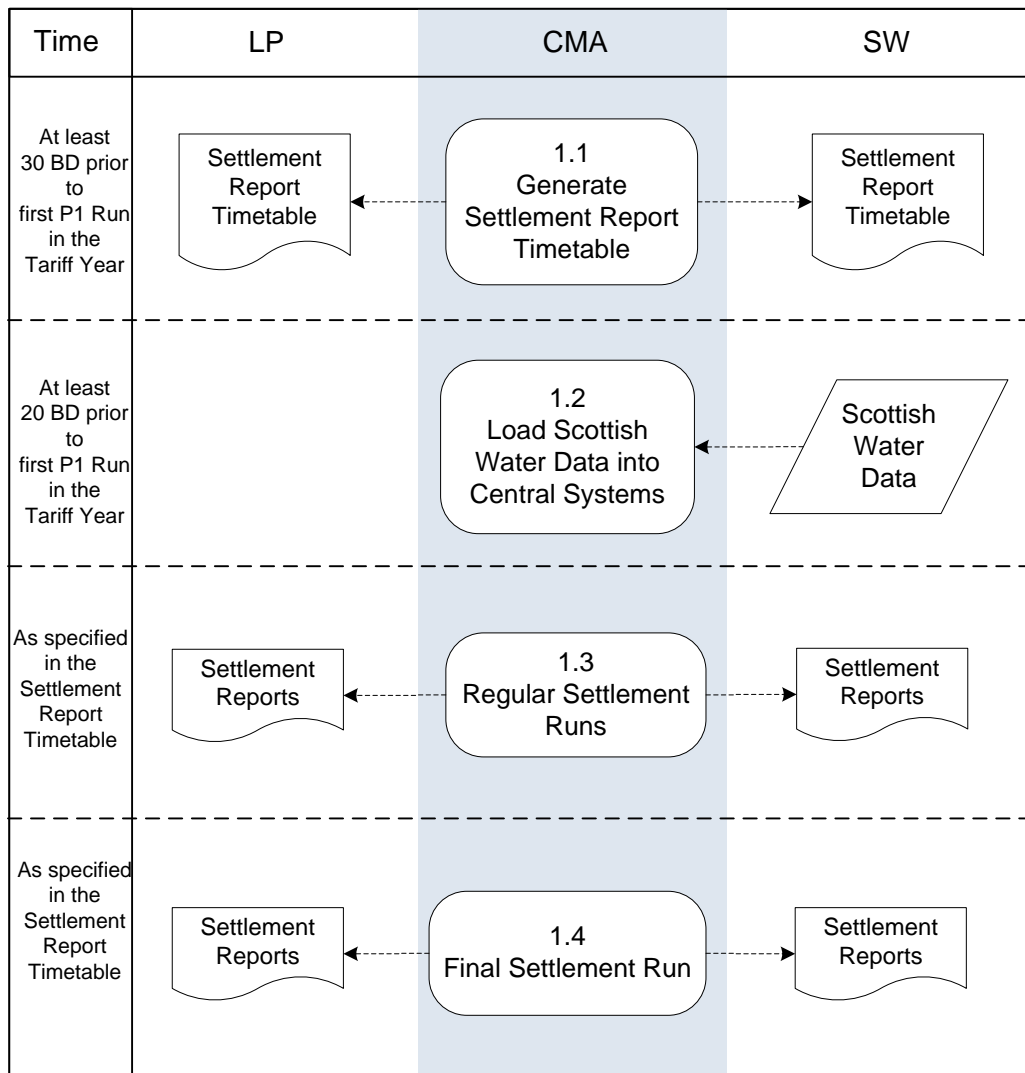 Time
LP
CMA
SW
At least
30 BD prior
to
first P1 Run
in the
Tariff Year
Settlement
Report
Timetable
1.1
Generate
Settlement Report
Timetable
Settlement
Report
Timetable
At least
20 BD prior
to
first P1 Run
in the
Tariff Year
1.2
Load Scottish
Water Data into
Central Systems
Scottish
Water
Data
As specified
in the
Settlement
Report
Timetable
Settlement
Reports
1.3
Regular Settlement
Runs
Settlement
Reports
As specified
in the
Settlement
Report
Timetable
Settlement
Reports
1.4
Final Settlement Run
Settlement
Reports